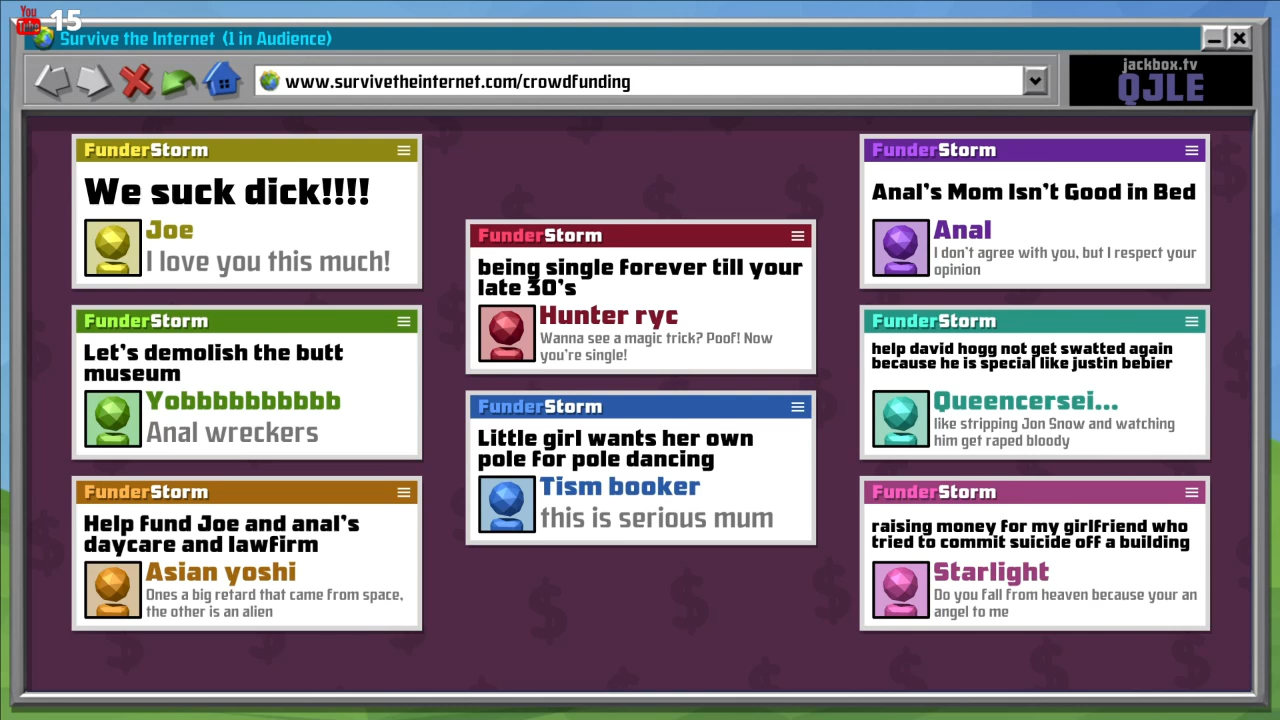 You
Tube 15
Survive the Internet (1 in Audience)
www.survivetheinternet.com/crowdfunding
jackbox.tv
QJLE
FunderStorm
We suck dick!!!!
Joe
I love you this much!
FunderStorm
Let's demolish the butt
museum
Yobbbbbbbbbbb
Anal wreckers
FunderStorm
Help fund Joe and anal's
daycare and lawfirm
Asian yoshi
Ones a big retard that came from space,
the other is an alien
FunderStorm
being single forever till your
late 30's
Hunter ryc
Wanna see a magic trick? Poof! Now
you're single!
FunderStorm
Little girl wants her own
pole for pole dancing
Tism booker
this is serious mum
FunderStorm
Anal's Mom Isn't Good in Bed
Anal
I don't agree with you, but I respect your
opinion
FunderStorm
help david hogg not get swatted again
because he is special like justin bebier
Queencersei...
like stripping Jon Snow and watching
him get raped bloody
FunderStorm
raising money for my girlfriend who
tried to commit suicide off a building
Starlight
Do you fall from heaven because your an
angel to me